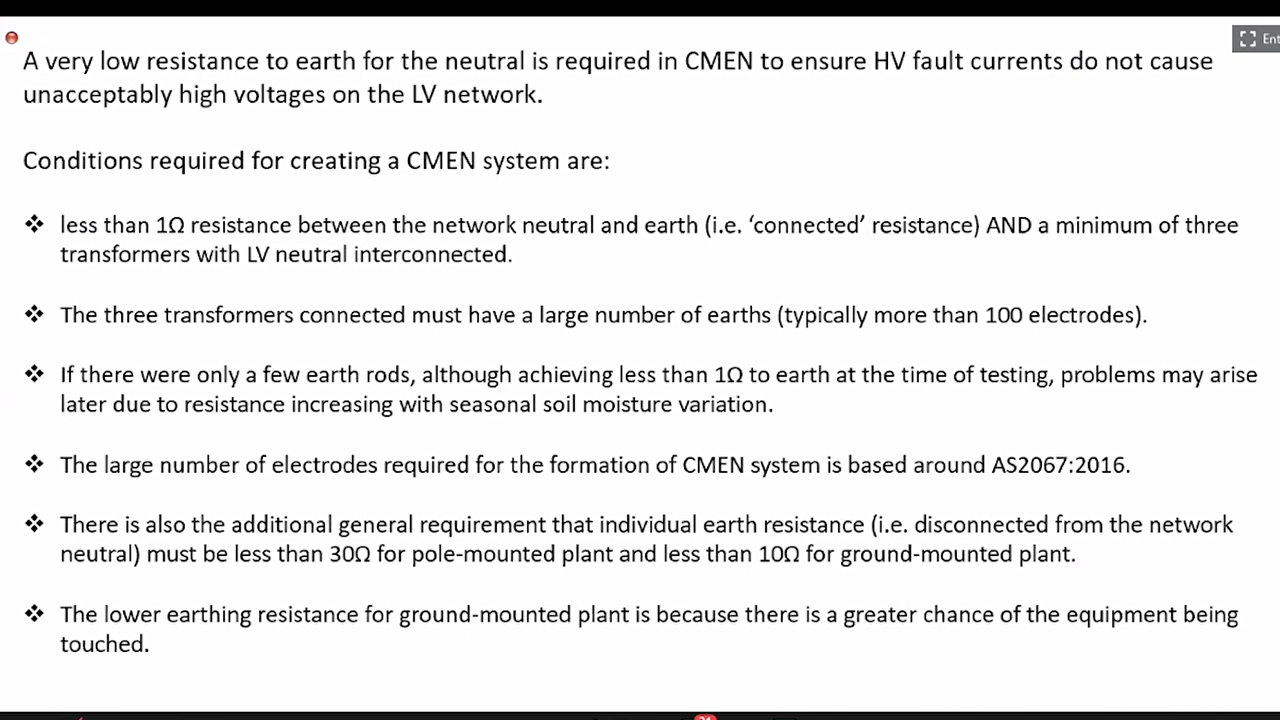 Ent
A very low resistance to earth for the neutral is required in CMEN to ensure HV fault currents do not cause
unacceptably high voltages on the LV network.
Conditions required for creating a CMEN system are:
❖ less than 1Ω resistance between the network neutral and earth (i.e. ‘connected’ resistance) AND a minimum of three
transformers with LV neutral interconnected.
❖ The three transformers connected must have a large number of earths (typically more than 100 electrodes).
❖ If there were only a few earth rods, although achieving less than 1Ω to earth at the time of testing, problems may arise
later due to resistance increasing with seasonal soil moisture variation.
❖ The large number of electrodes required for the formation of CMEN system is based around AS2067:2016.
❖ There is also the additional general requirement that individual earth resistance (i.e. disconnected from the network
neutral) must be less than 30Ω for pole-mounted plant and less than 10Ω for ground-mounted plant.
❖ The lower earthing resistance for ground-mounted plant is because there is a greater chance of the equipment being
touched.